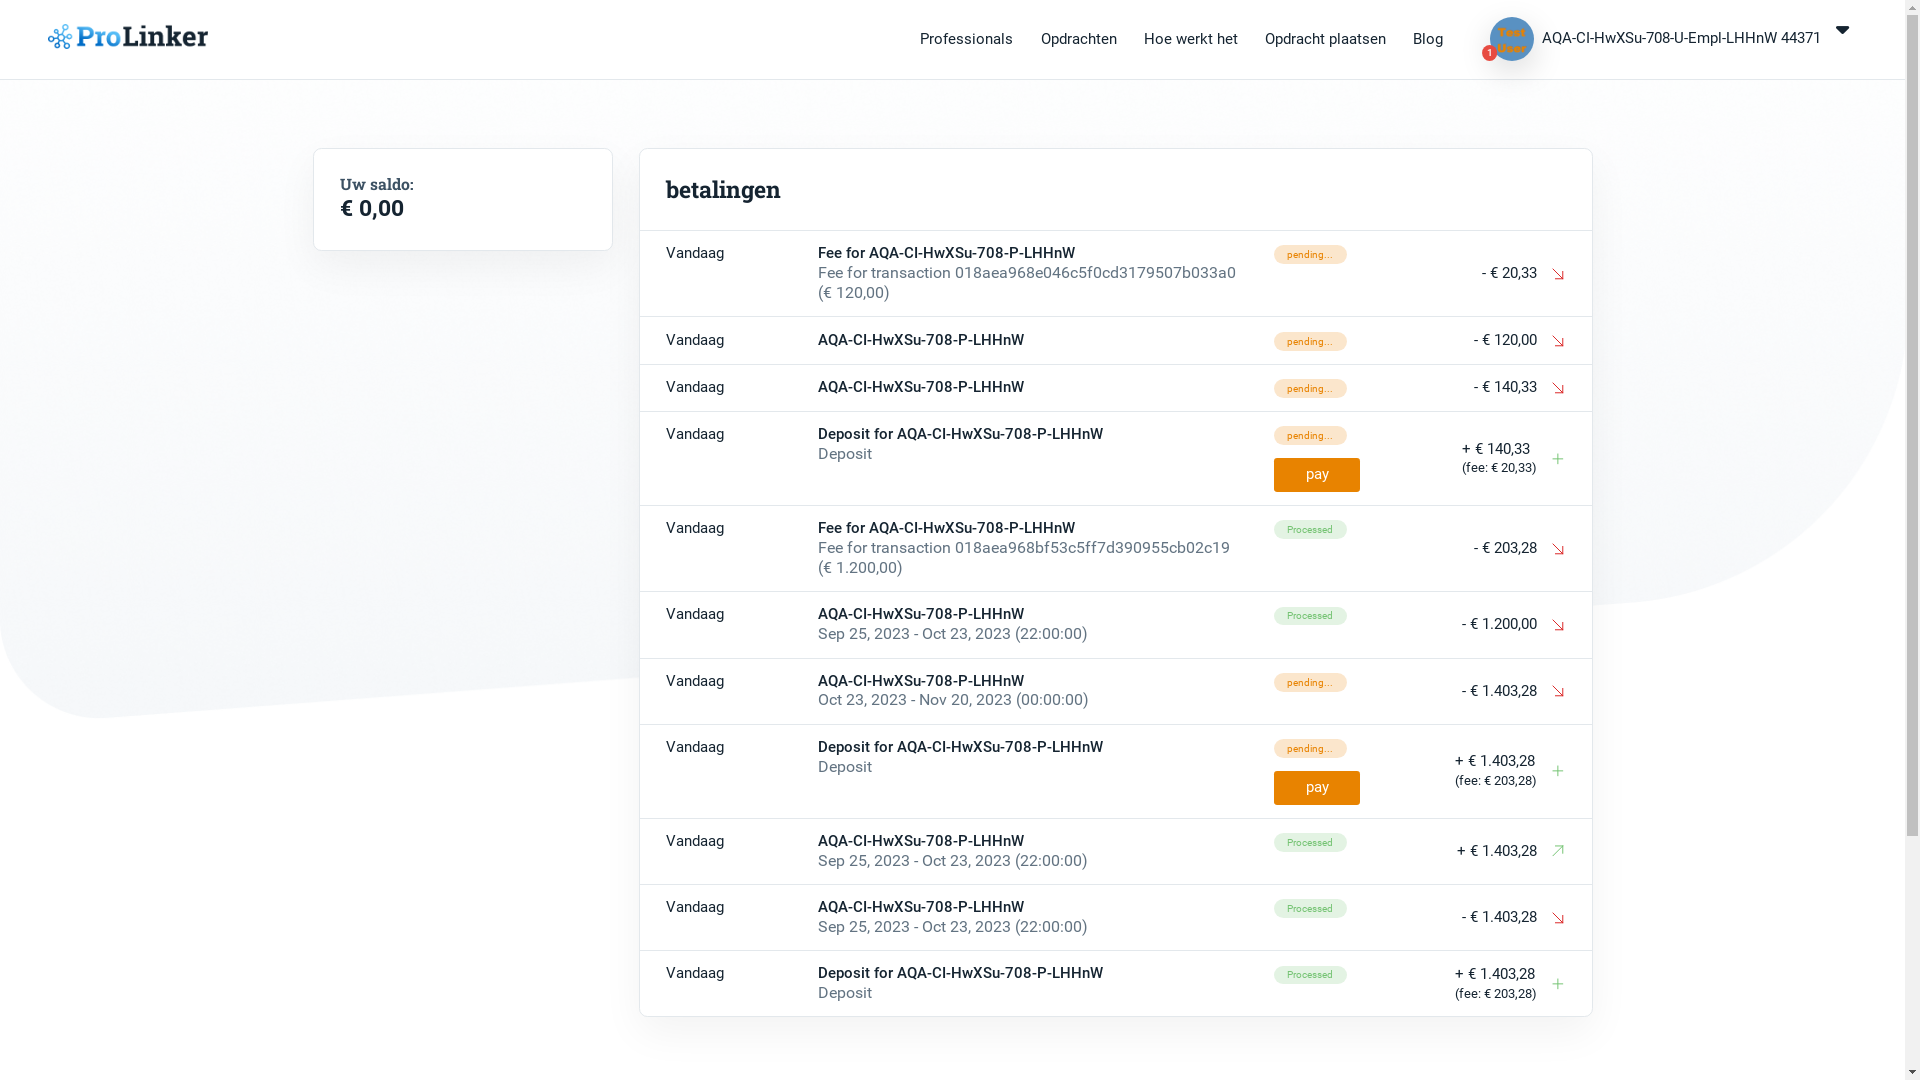 ProLinker
Professionals Opdrachten Hoe werkt het Opdracht plaatsen Blog
Test User
1
AQA-CI-HwXSu-708-U-Empl-LHHnW 44371
Uw saldo:
€ 0,00
betalingen
Vandaag Fee for AQA-CI-HwXSu-708-P-LHHnW pending...
Fee for transaction 018aea968e046c5f0cd3179507b033a0 - € 20,33
(€ 120,00)
Vandaag AQA-CI-HwXSu-708-P-LHHnW pending... - € 120,00
Vandaag AQA-CI-HwXSu-708-P-LHHnW pending... - € 140,33
Vandaag Deposit for AQA-CI-HwXSu-708-P-LHHnW pending...
Deposit + € 140,33
pay (fee: € 20,33)
Vandaag Fee for AQA-CI-HwXSu-708-P-LHHnW Processed
Fee for transaction 018aea968bf53c5ff7d390955cb02c19 - € 203,28
(€ 1.200,00)
Vandaag AQA-CI-HwXSu-708-P-LHHnW Processed
Sep 25, 2023 - Oct 23, 2023 (22:00:00) - € 1.200,00
Vandaag AQA-CI-HwXSu-708-P-LHHnW pending...
Oct 23, 2023 - Nov 20, 2023 (00:00:00) - € 1.403,28
Vandaag Deposit for AQA-CI-HwXSu-708-P-LHHnW pending...
Deposit + € 1.403,28
pay (fee: € 203,28)
Vandaag AQA-CI-HwXSu-708-P-LHHnW Processed
Sep 25, 2023 - Oct 23, 2023 (22:00:00) + € 1.403,28
Vandaag AQA-CI-HwXSu-708-P-LHHnW Processed
Sep 25, 2023 - Oct 23, 2023 (22:00:00) - € 1.403,28
Vandaag Deposit for AQA-CI-HwXSu-708-P-LHHnW Processed + € 1.403,28
Deposit (fee: € 203,28)